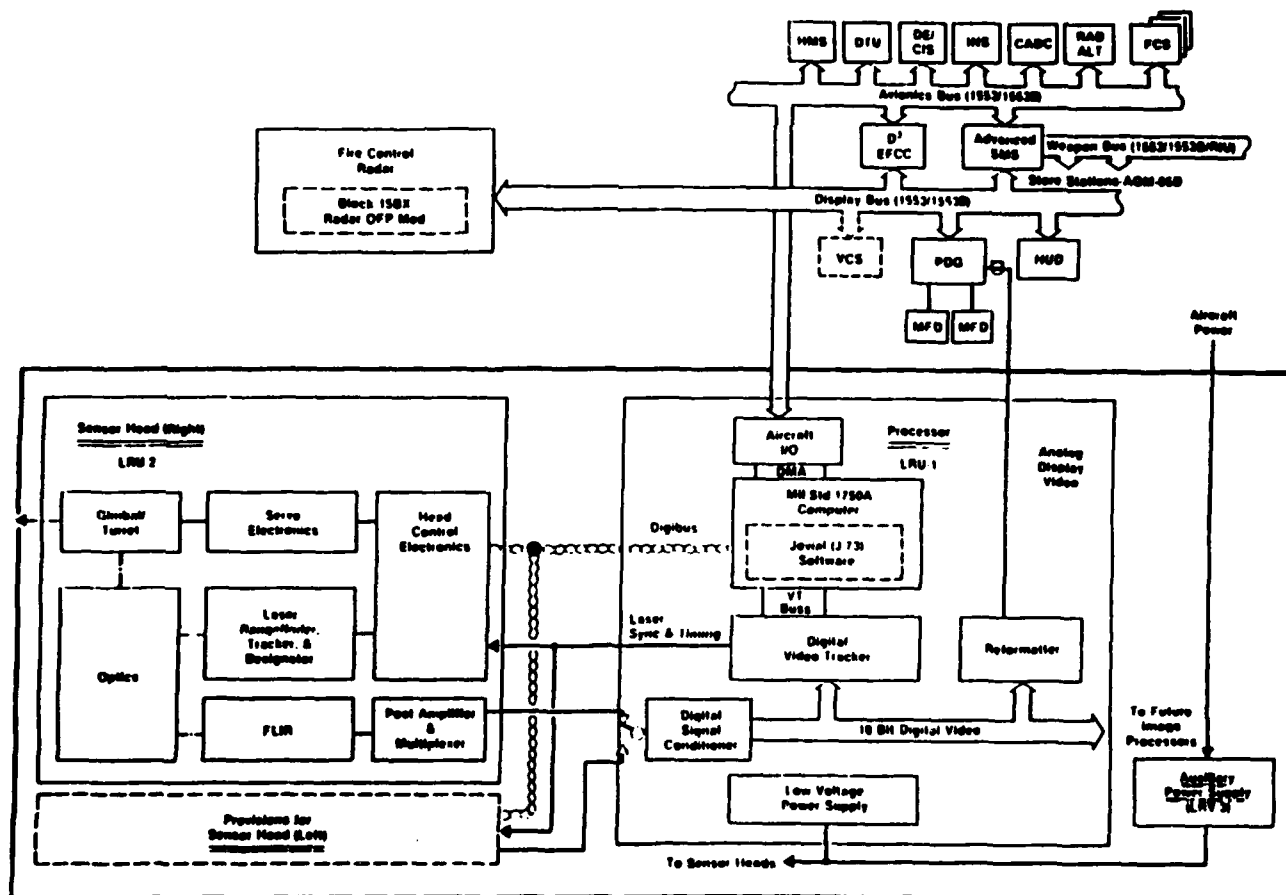 HMS
DTU
DE/
CIS
INS
CADC
RAD
ALT
FCS
Avionics Bus (1553/1553B)
D³
EFCC
Advanced
SMS
Weapon Bus (1553/1553B/RIU)
Store Stations-AGM-65D
Fire Control
Radar
Block 15BX
Radar OFP Mod
Display Bus (1553/1553B)
VCS
PDG
HUD
MFD
MFD
Aircraft
Power
Sensor Head (Right)
LRU 2
Gimball
Turret
Servo
Electronics
Head
Control
Electronics
Optics
Laser
Rangefinder,
Tracker, &
Designator
FLIR
Post Amplifier
&
Multiplexer
Provisions for
Sensor Head (Left)
Digibus
Laser
Sync & Timing
Aircraft
I/O
Processor
LRU 1
DMA
Mil Std 1750A
Computer
Jovial (J 73)
Software
VT
Buss
Digital
Video Tracker
Reformatter
Analog
Display
Video
Digital
Signal
Conditioner
10 Bit Digital Video
Low Voltage
Power Supply
To Sensor Heads
To Future
Image
Processors
Auxiliary
Power Supply
(LRU 3)